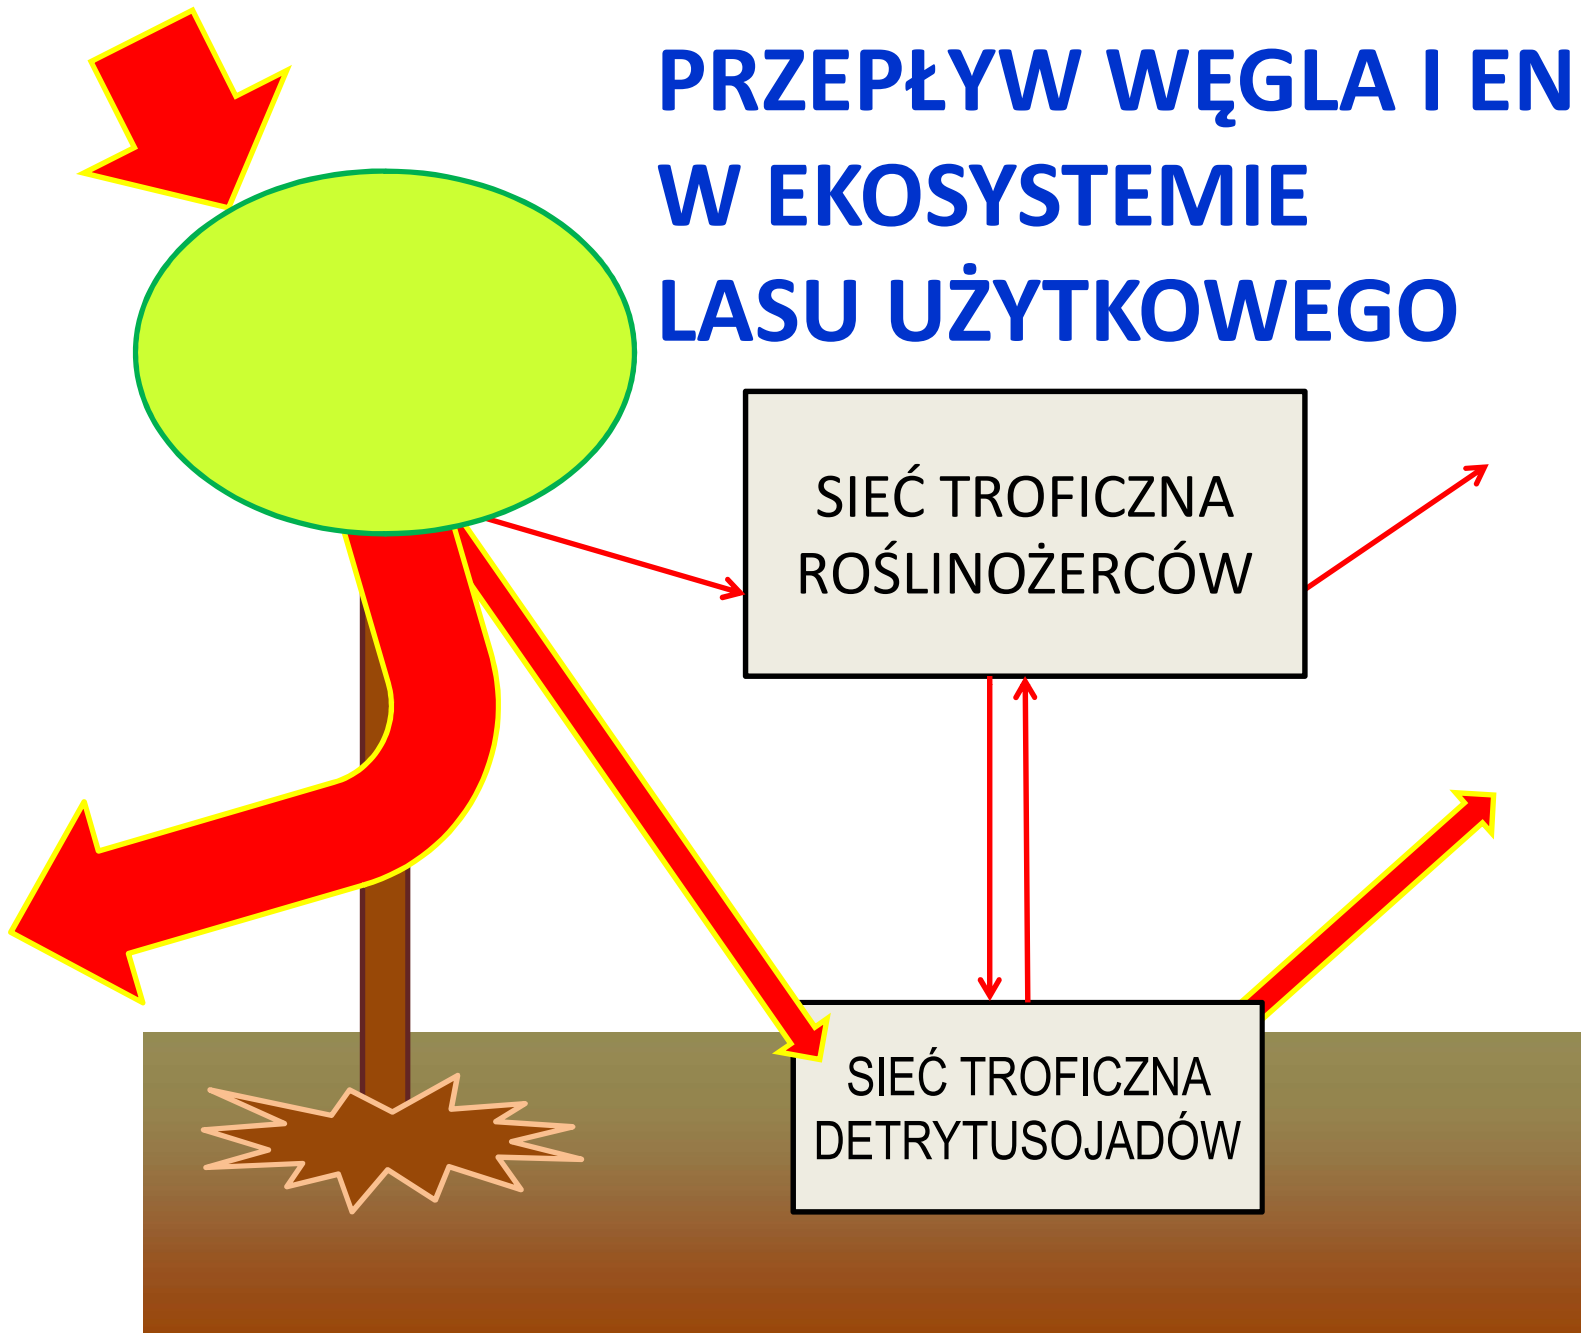 PRZEPŁYW WĘGLA I EN
W EKOSYSTEMIE
LASU UŻYTKOWEGO
SIEĆ TROFICZNA
ROŚLINOŻERCÓW
SIEĆ TROFICZNA
DETRYTUSOJADÓW